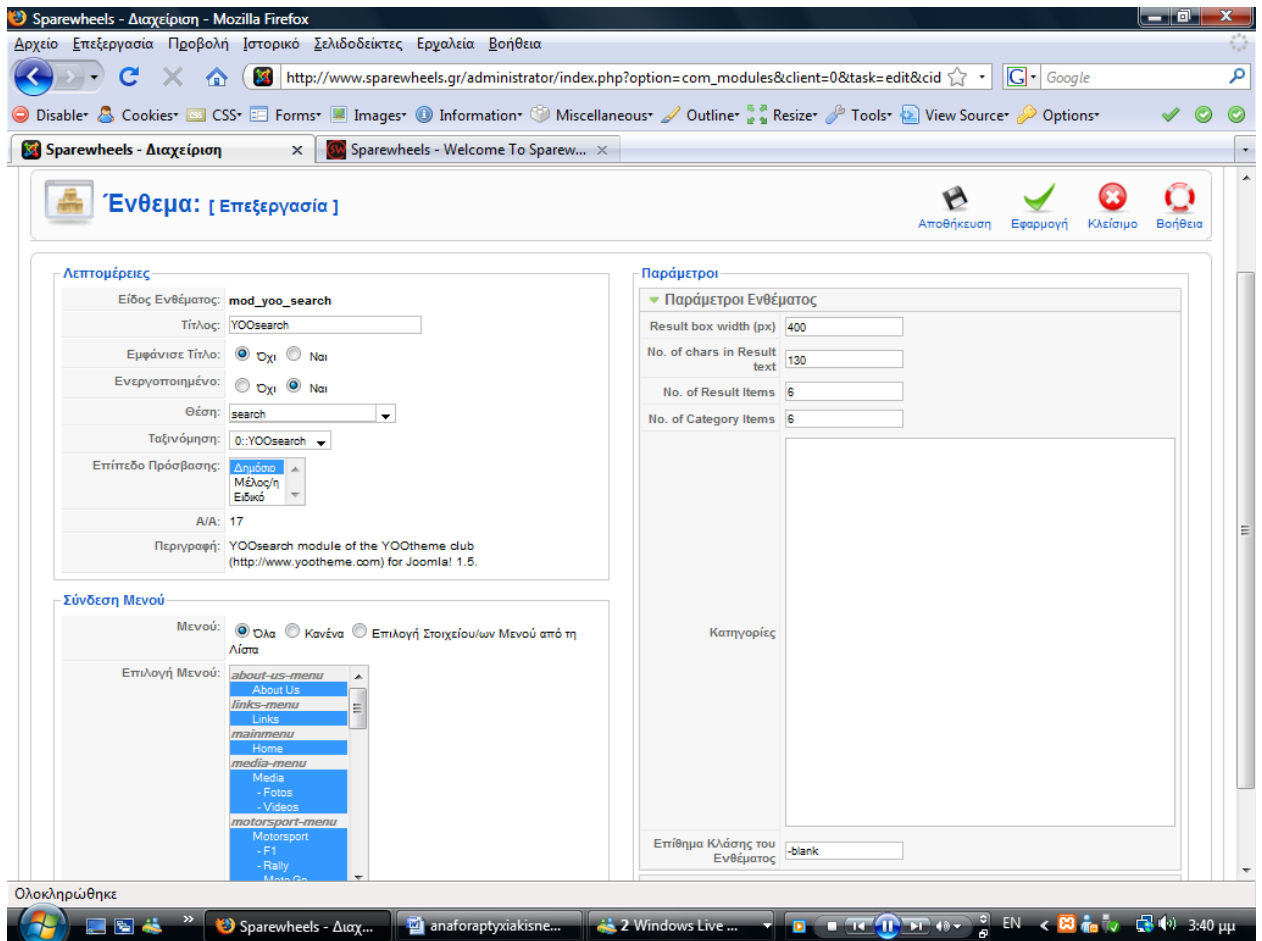 Sparewheels - Διαχείριση - Mozilla Firefox
Αρχείο Επεξεργασία Προβολή Ιστορικό Σελιδοδείκτες Εργαλεία Βοήθεια
http://www.sparewheels.gr/administrator/index.php?option=com_modules&client=0&task=edit&cid
G Google
Disable Cookies CSS Forms Images Information Miscellaneous Outline Resize Tools View Source Options
Sparewheels - Διαχείριση
Sparewheels - Welcome To Sparew...
Ένθεμα: [ Επεξεργασία ]
Αποθήκευση Εφαρμογή Κλείσιμο Βοήθεια
Λεπτομέρειες
Είδος Ενθέματος: mod_yoo_search
Τίτλος: YOOsearch
Εμφάνισε Τίτλο: Όχι Ναι
Ενεργοποιημένο: Όχι Ναι
Θέση: search
Ταξινόμηση: 0::YOOsearch
Επίπεδο Πρόσβασης: Δημόσιο
Μέλος/η
Ειδικό
Α/Α: 17
Περιγραφή: YOOsearch module of the YOOtheme club
(http://www.yootheme.com) for Joomla! 1.5.
Σύνδεση Μενού
Μενού: Όλα Κανένα Επιλογή Στοιχείου/ων Μενού από τη
Λίστα
Επιλογή Μενού: about-us-menu
About Us
links-menu
Links
mainmenu
Home
media-menu
Media
- Fotos
- Videos
motorsport-menu
Motorsport
- F1
- Rally
- Moto Gp
Παράμετροι
Παράμετροι Ενθέματος
Result box width (px) 400
No. of chars in Result
text 130
No. of Result Items 6
No. of Category Items 6
Κατηγορίες
Επίθημα Κλάσης του
Ενθέματος -blank
Ολοκληρώθηκε
Sparewheels - Διαχ...
anaforaptyxiakisne...
2 Windows Live ...
EN
3:40 μμ